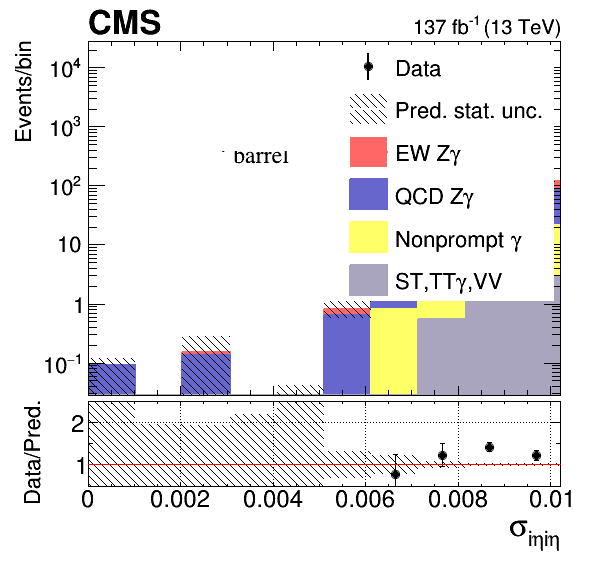 CMS
137 fb⁻¹ (13 TeV)
Events/bin
10⁴
10³
10²
10
1
10⁻¹
Data
Pred. stat. unc.
EW Zγ
QCD Zγ
Nonprompt γ
ST,TTγ,VV
barrel
Data/Pred.
2
1
0
0.002
0.004
0.006
0.008
0.01
σiηiη